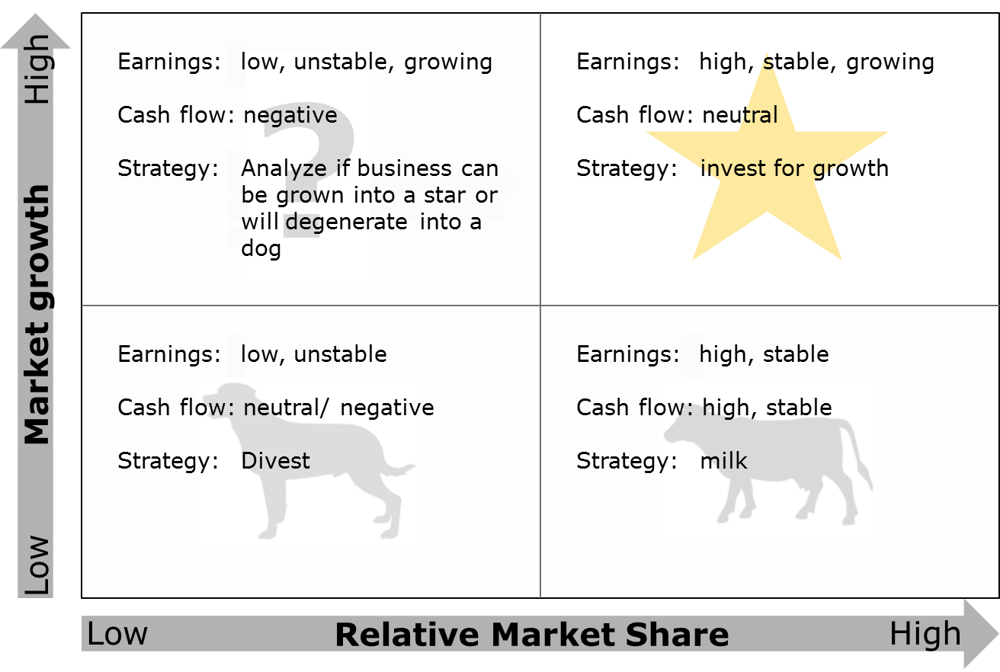 High
Market growth
Low
Earnings: low, unstable, growing
Cash flow: negative
Strategy: Analyze if business can
be grown into a star or
will degenerate into a
dog
Earnings: high, stable, growing
Cash flow: neutral
Strategy: invest for growth
Earnings: low, unstable
Cash flow: neutral/ negative
Strategy: Divest
Earnings: high, stable
Cash flow: high, stable
Strategy: milk
Low
Relative Market Share
High
?